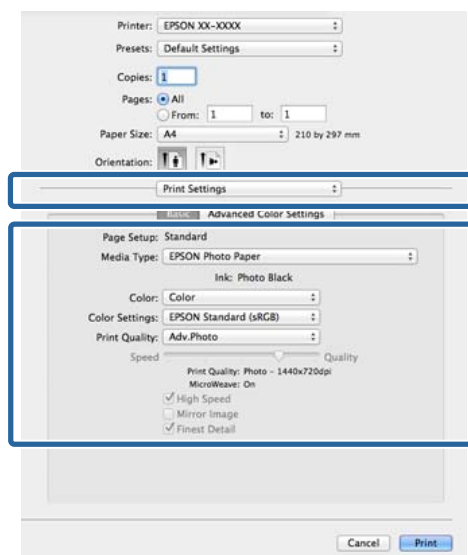 Printer: EPSON XX-XXXX
Presets: Default Settings
Copies: 1
Pages: All
From: 1 to: 1
Paper Size: A4 210 by 297 mm
Orientation:
Print Settings
Basic Advanced Color Settings
Page Setup: Standard
Media Type: EPSON Photo Paper
Ink: Photo Black
Color: Color
Color Settings: EPSON Standard (sRGB)
Print Quality: Adv.Photo
Speed Quality
Print Quality: Photo - 1440x720dpi
MicroWeave: On
High Speed
Mirror Image
Finest Detail
Cancel Print